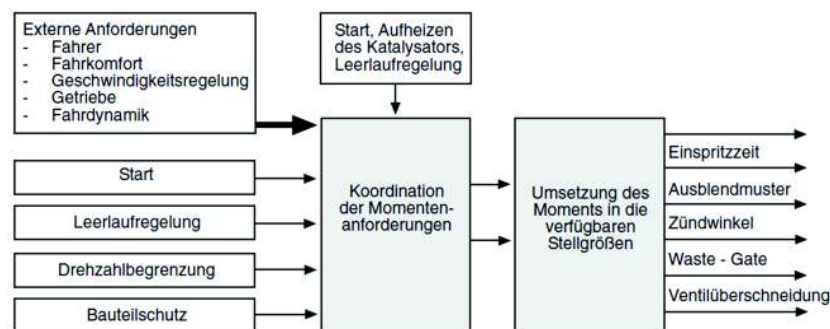 Externe Anforderungen
- Fahrer
- Fahrkomfort
- Geschwindigkeitsregelung
- Getriebe
- Fahrdynamik
Start, Aufheizen
des Katalysators,
Leerlaufregelung
Start
Leerlaufregelung
Drehzahlbegrenzung
Bauteilschutz
Koordination
der Momenten-
anforderungen
Umsetzung des
Moments in die
verfügbaren
Stellgrößen
Einspritzzeit
Ausblendmuster
Zündwinkel
Waste - Gate
Ventilüberschneidung